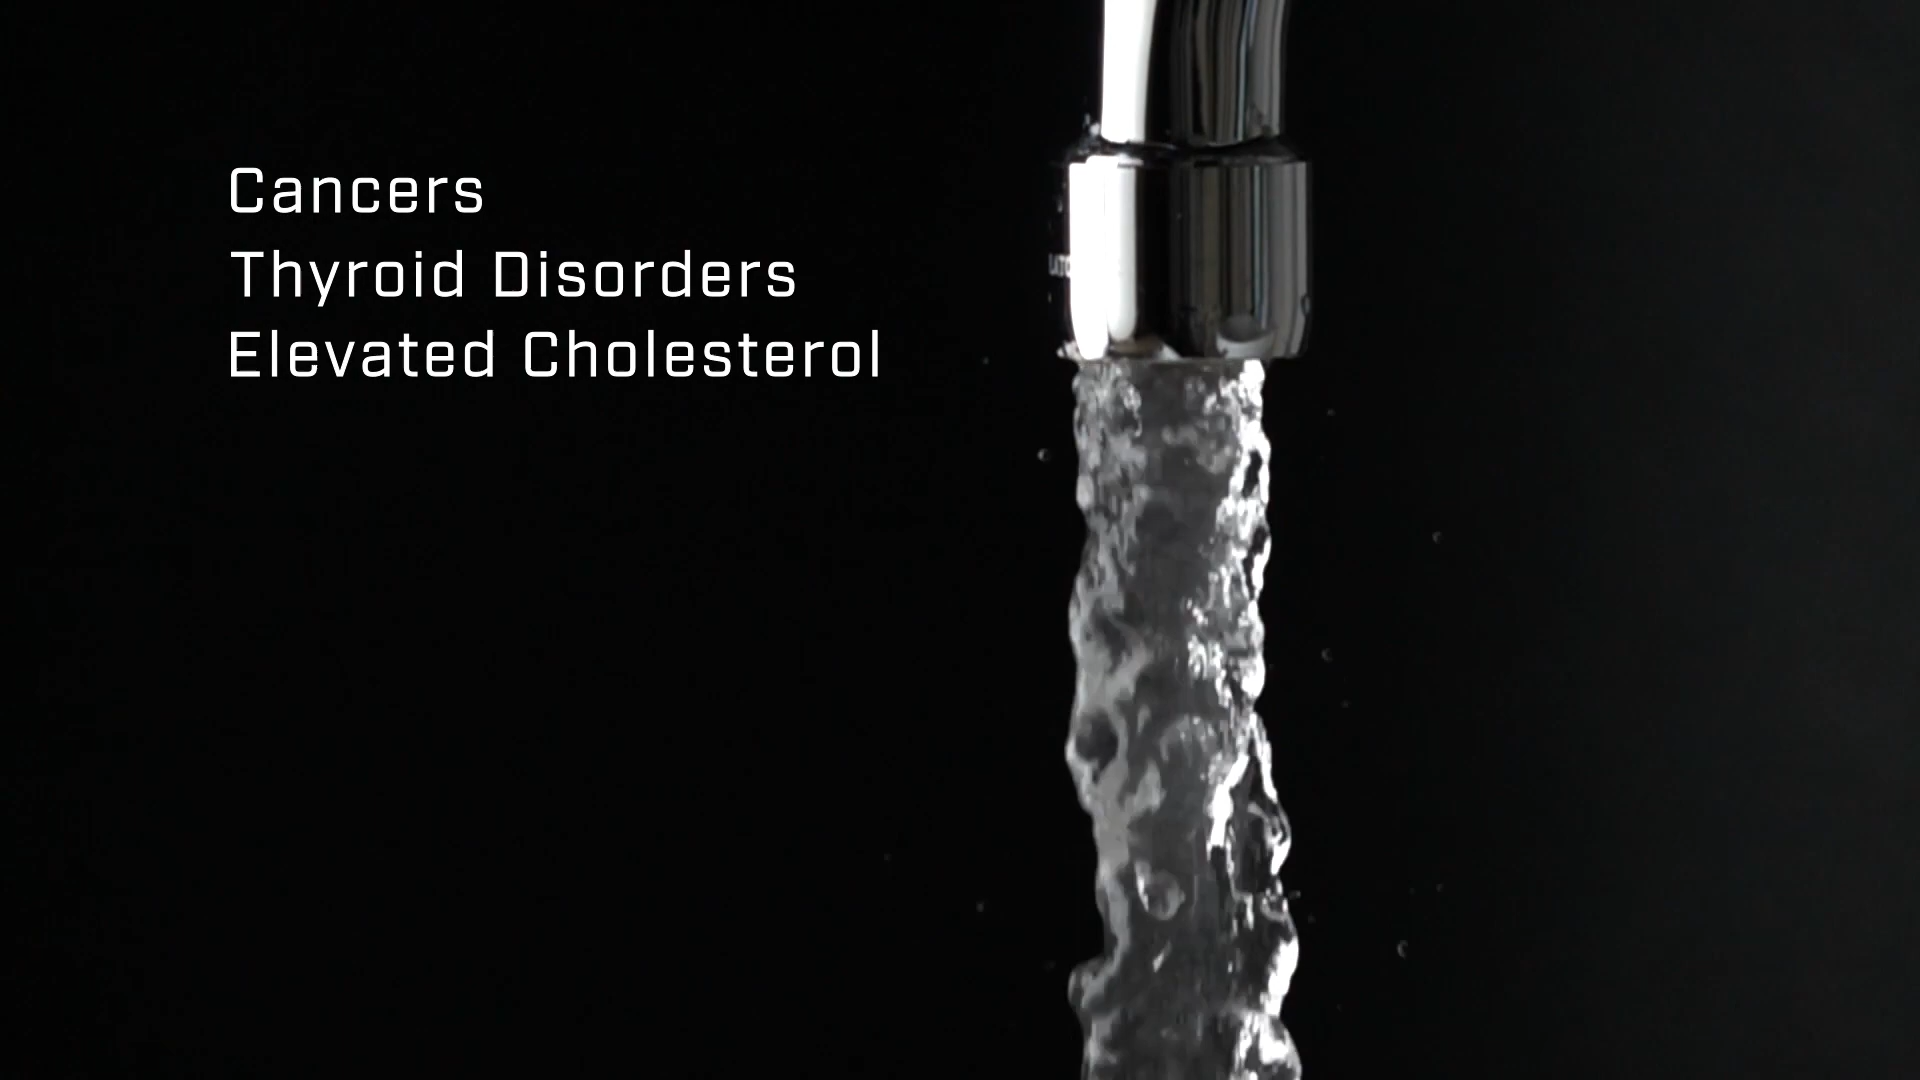 Cancers
Thyroid Disorders
Elevated Cholesterol